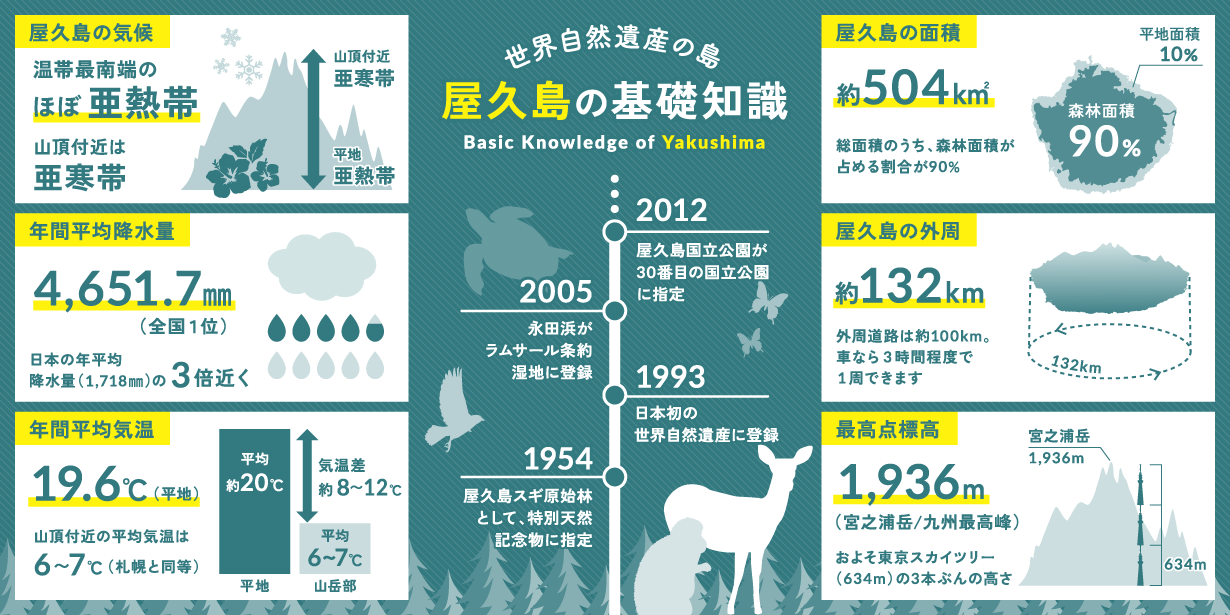 屋久島の気候
温帯最南端の
ほぼ 亜熱帯
山頂付近は
亜寒帯
山頂付近
亜寒帯
平地
亜熱帯
年間平均降水量
4,651.7㎜
（全国1位）
日本の年平均
降水量（1,718㎜）の 3倍近く
年間平均気温
19.6℃（平地）
山頂付近の平均気温は
6〜7℃（札幌と同等）
平均
約20℃
気温差
約 8〜12℃
平均
6〜7℃
平地
山岳部
世界自然遺産の島
屋久島の基礎知識
Basic Knowledge of Yakushima
2012
屋久島国立公園が
30番目の国立公園
に指定
2005
永田浜が
ラムサール条約
湿地に登録
1993
日本初の
世界自然遺産に登録
1954
屋久島スギ原始林
として、特別天然
記念物に指定
屋久島の面積
約504㎢
総面積のうち、森林面積が
占める割合が90%
平地面積
10%
森林面積
90%
屋久島の外周
約132km
外周道路は約100km。
車なら3時間程度で
1周できます
132km
最高点標高
1,936m
（宮之浦岳/九州最高峰）
およそ東京スカイツリー
（634m）の3本ぶんの高さ
宮之浦岳
1,936m
634m